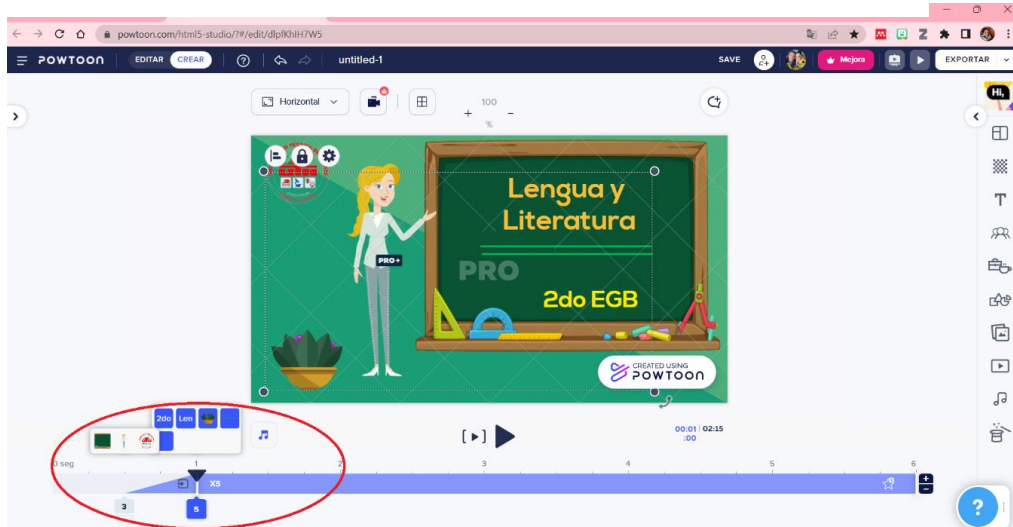 powtoon.com/html5-studio/?#/edit/dlpfKhIH7W5
POWTOON EDITAR CREAR ? untitled-1 SAVE Mejora EXPORTAR
Horizontal
100
+ -
%
Hi,
Lengua y
Literatura
PRO+
PRO
2do EGB
CREATED USING
POWTOON
2do Len
00:01 02:15
:00
0 seg 1 2 3 4 5 6
X5
3 5
?